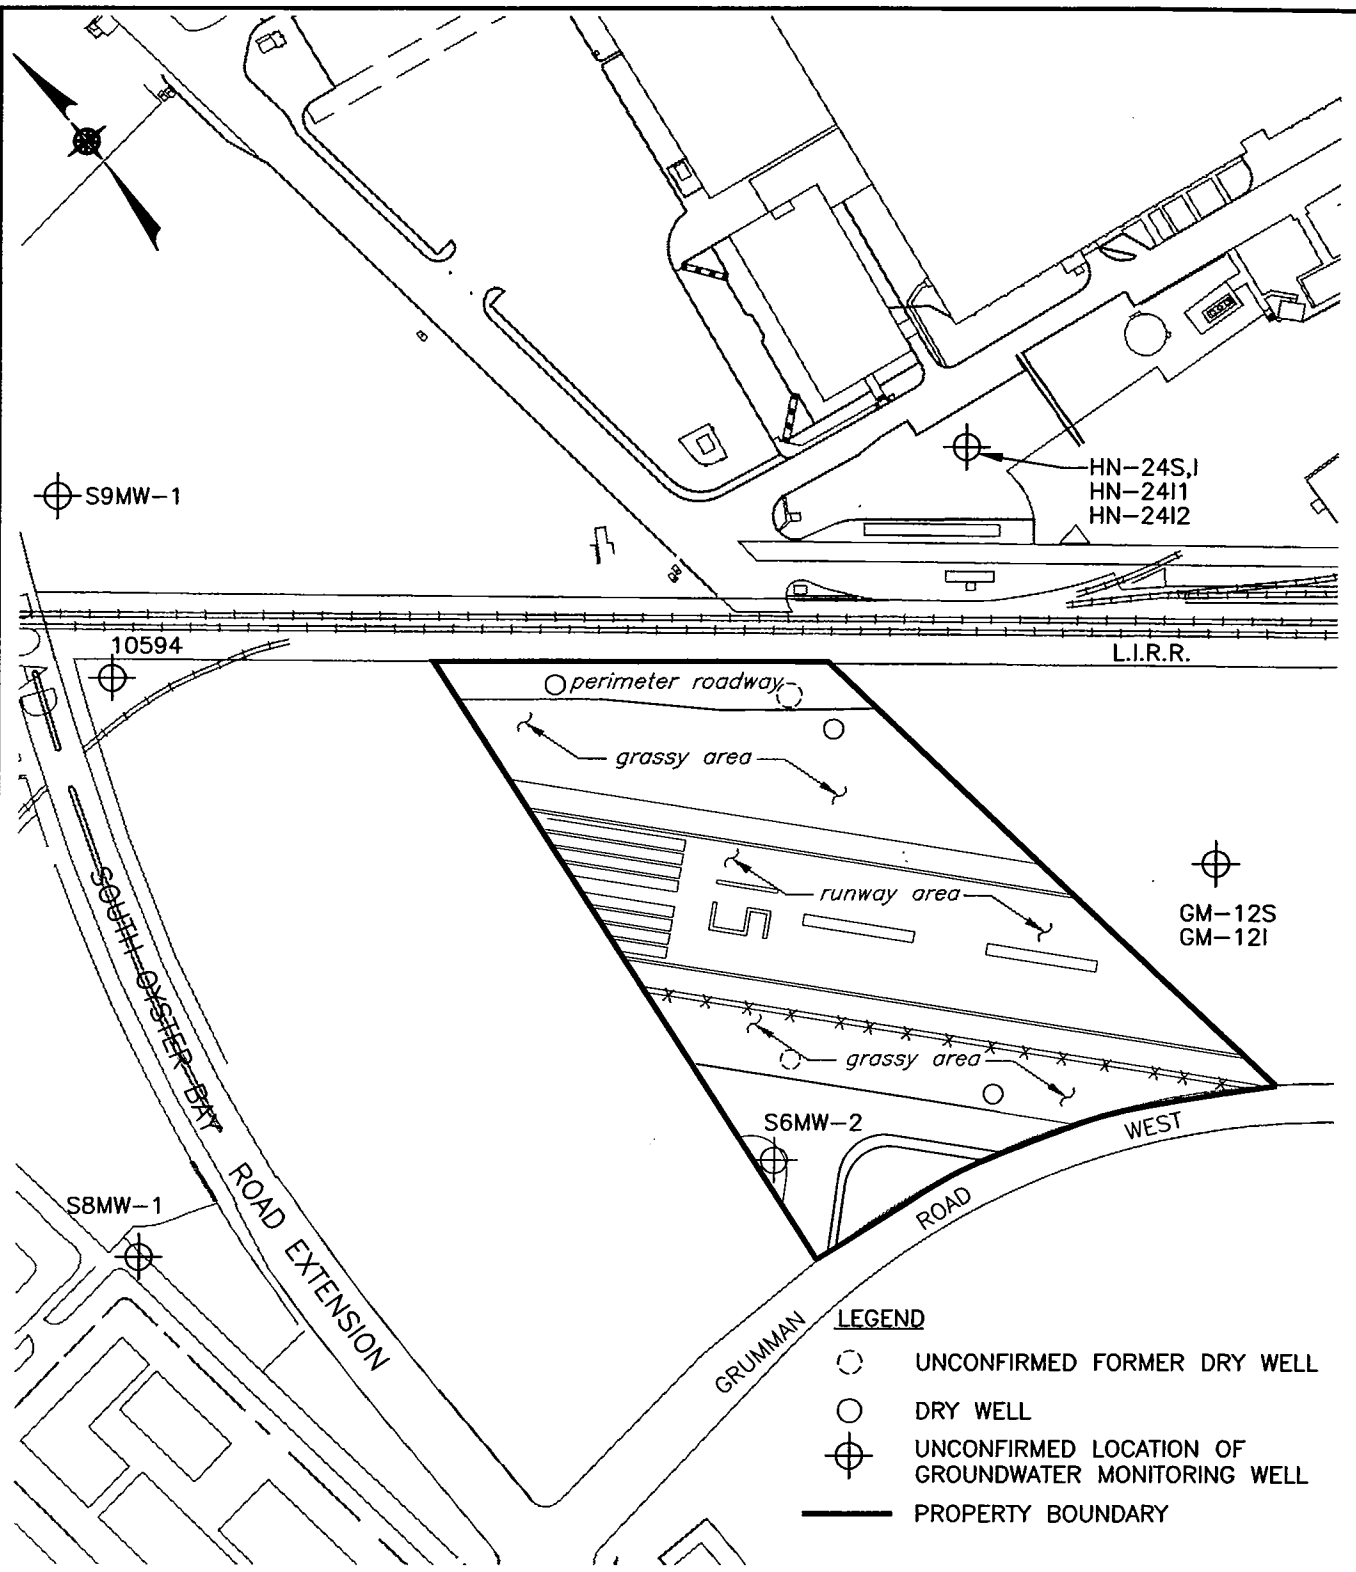 HN-24S,I
HN-24I1
HN-24I2
S9MW-1
10594
L.I.R.R.
perimeter roadway
grassy area
runway area
GM-12S
GM-12I
SOUTH OYSTER BAY
ROAD EXTENSION
grassy area
S6MW-2
WEST
ROAD
GRUMMAN
S8MW-1
LEGEND
UNCONFIRMED FORMER DRY WELL
DRY WELL
UNCONFIRMED LOCATION OF
GROUNDWATER MONITORING WELL
PROPERTY BOUNDARY